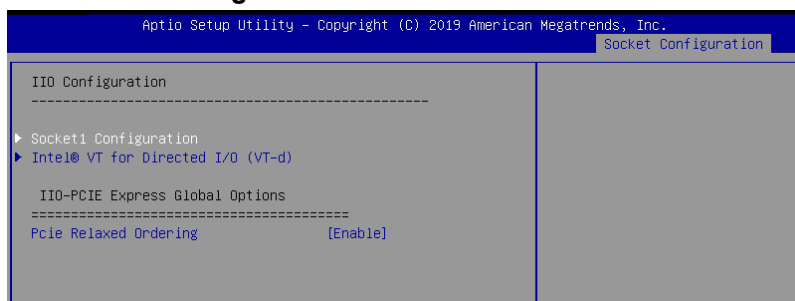 Aptio Setup Utility – Copyright (C) 2019 American Megatrends, Inc.
Socket Configuration
IIO Configuration
--------------------------------------------------
Socket1 Configuration
Intel® VT for Directed I/O (VT-d)
IIO-PCIE Express Global Options
========================================
Pcie Relaxed Ordering [Enable]